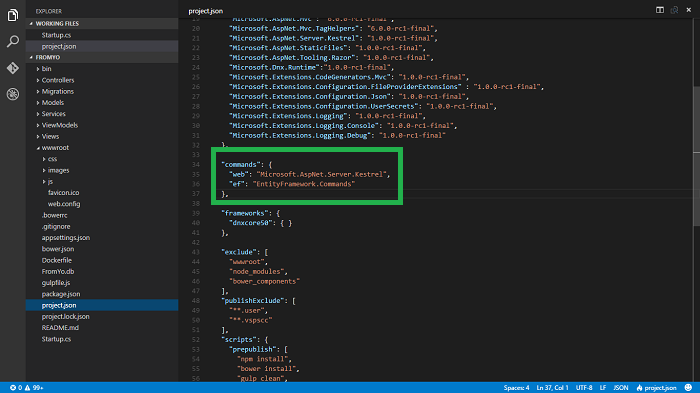 EXPLORER
WORKING FILES
Startup.cs
project.json
FROMYO
bin
Controllers
Migrations
Models
Services
ViewModels
Views
wwwroot
css
images
js
favicon.ico
web.config
.bowerrc
.gitignore
appsettings.json
bower.json
Dockerfile
FromYo.db
gulpfile.js
package.json
project.json
project.lock.json
README.md
Startup.cs
project.json
19 "Microsoft.AspNet.Mvc": "6.0.0-rc1-final",
20 "Microsoft.AspNet.Mvc.TagHelpers": "6.0.0-rc1-final",
21 "Microsoft.AspNet.Server.Kestrel": "1.0.0-rc1-final",
22 "Microsoft.AspNet.StaticFiles": "1.0.0-rc1-final",
23 "Microsoft.AspNet.Tooling.Razor": "1.0.0-rc1-final",
24 "Microsoft.Dnx.Runtime":"1.0.0-rc1-final",
25 "Microsoft.Extensions.CodeGenerators.Mvc": "1.0.0-rc1-final",
26 "Microsoft.Extensions.Configuration.FileProviderExtensions" : "1.0.0-rc1-final",
27 "Microsoft.Extensions.Configuration.Json": "1.0.0-rc1-final",
28 "Microsoft.Extensions.Configuration.UserSecrets": "1.0.0-rc1-final",
29 "Microsoft.Extensions.Logging": "1.0.0-rc1-final",
30 "Microsoft.Extensions.Logging.Console": "1.0.0-rc1-final",
31 "Microsoft.Extensions.Logging.Debug": "1.0.0-rc1-final"
32 },
33
34 "commands": {
35 "web": "Microsoft.AspNet.Server.Kestrel",
36 "ef": "EntityFramework.Commands"
37 },
38
39 "frameworks": {
40 "dnxcore50": { }
41 },
42
43 "exclude": [
44 "wwwroot",
45 "node_modules",
46 "bower_components"
47 ],
48 "publishExclude": [
49 "**.user",
50 "**.vspscc"
51 ],
52 "scripts": {
53 "prepublish": [
54 "npm install",
55 "bower install",
56 "gulp clean",
0 99+
Spaces: 4 Ln 37, Col 1 UTF-8 LF JSON project.json